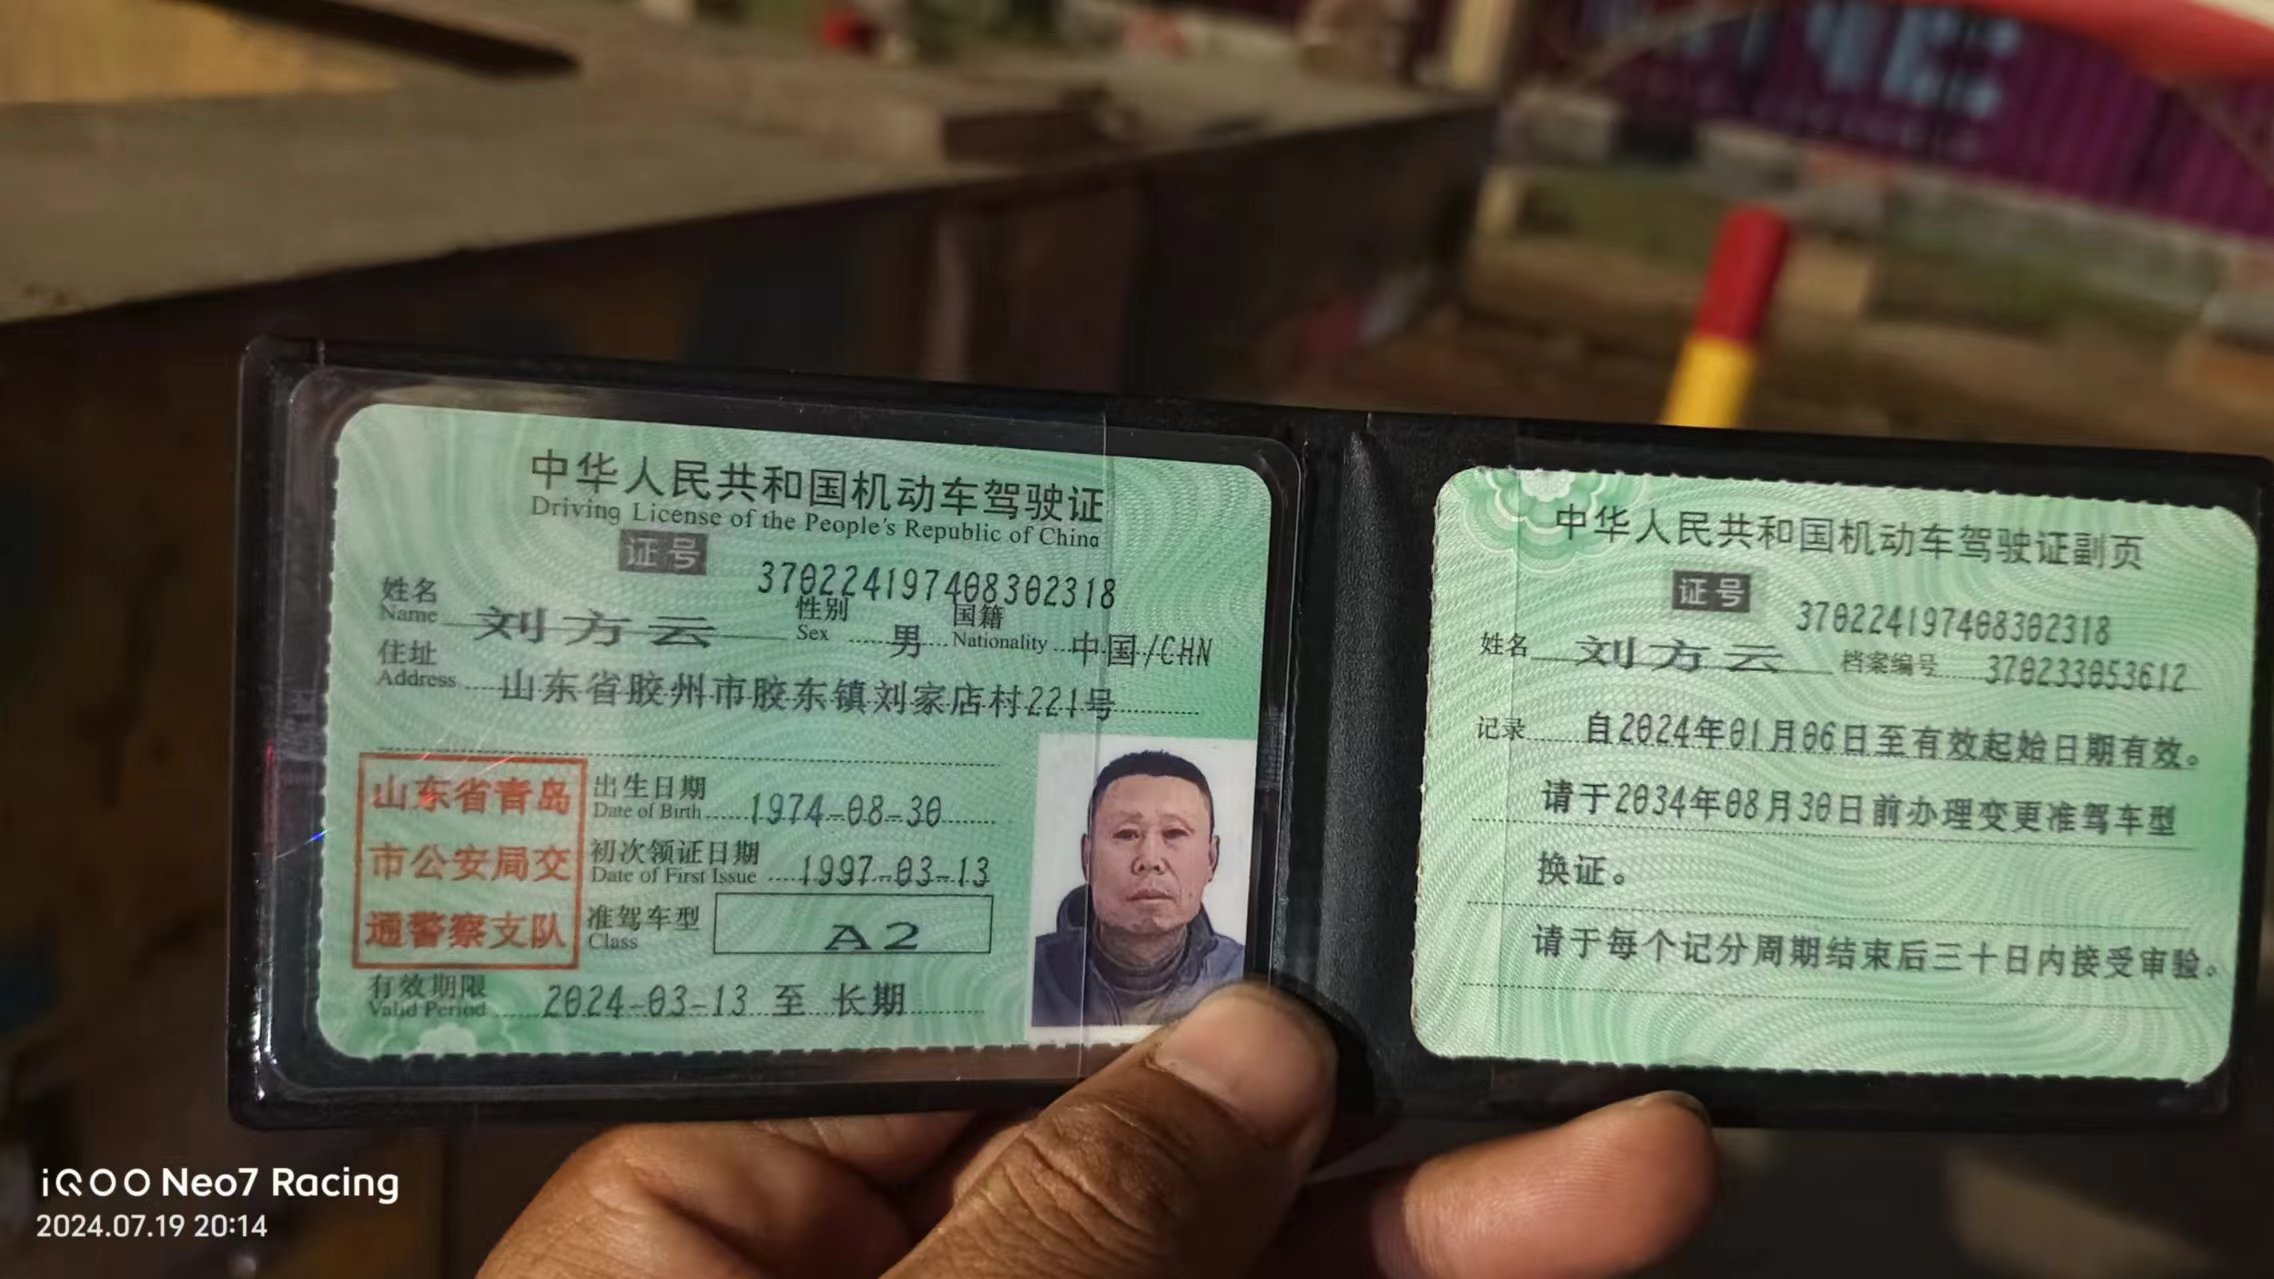 中华人民共和国机动车驾驶证
Driving License of the People's Republic of China
证号 370224197408302318
姓名 刘方云 性别 男 国籍 中国/CHN
Name Sex Nationality
住址 山东省胶州市胶东镇刘家店村221号
Address
山东省青岛
市公安局交
通警察支队
出生日期 1974-08-30
Date of Birth
初次领证日期 1997-03-13
Date of First Issue
准驾车型 A2
Class
有效期限 2024-03-13 至 长期
Valid Period
中华人民共和国机动车驾驶证副页
证号 370224197408302318
姓名 刘方云 档案编号 370233053612
记录 自2024年01月06日至有效起始日期有效。
请于2034年08月30日前办理变更准驾车型
换证。
请于每个记分周期结束后三十日内接受审验。
iQOO Neo7 Racing
2024.07.19 20:14